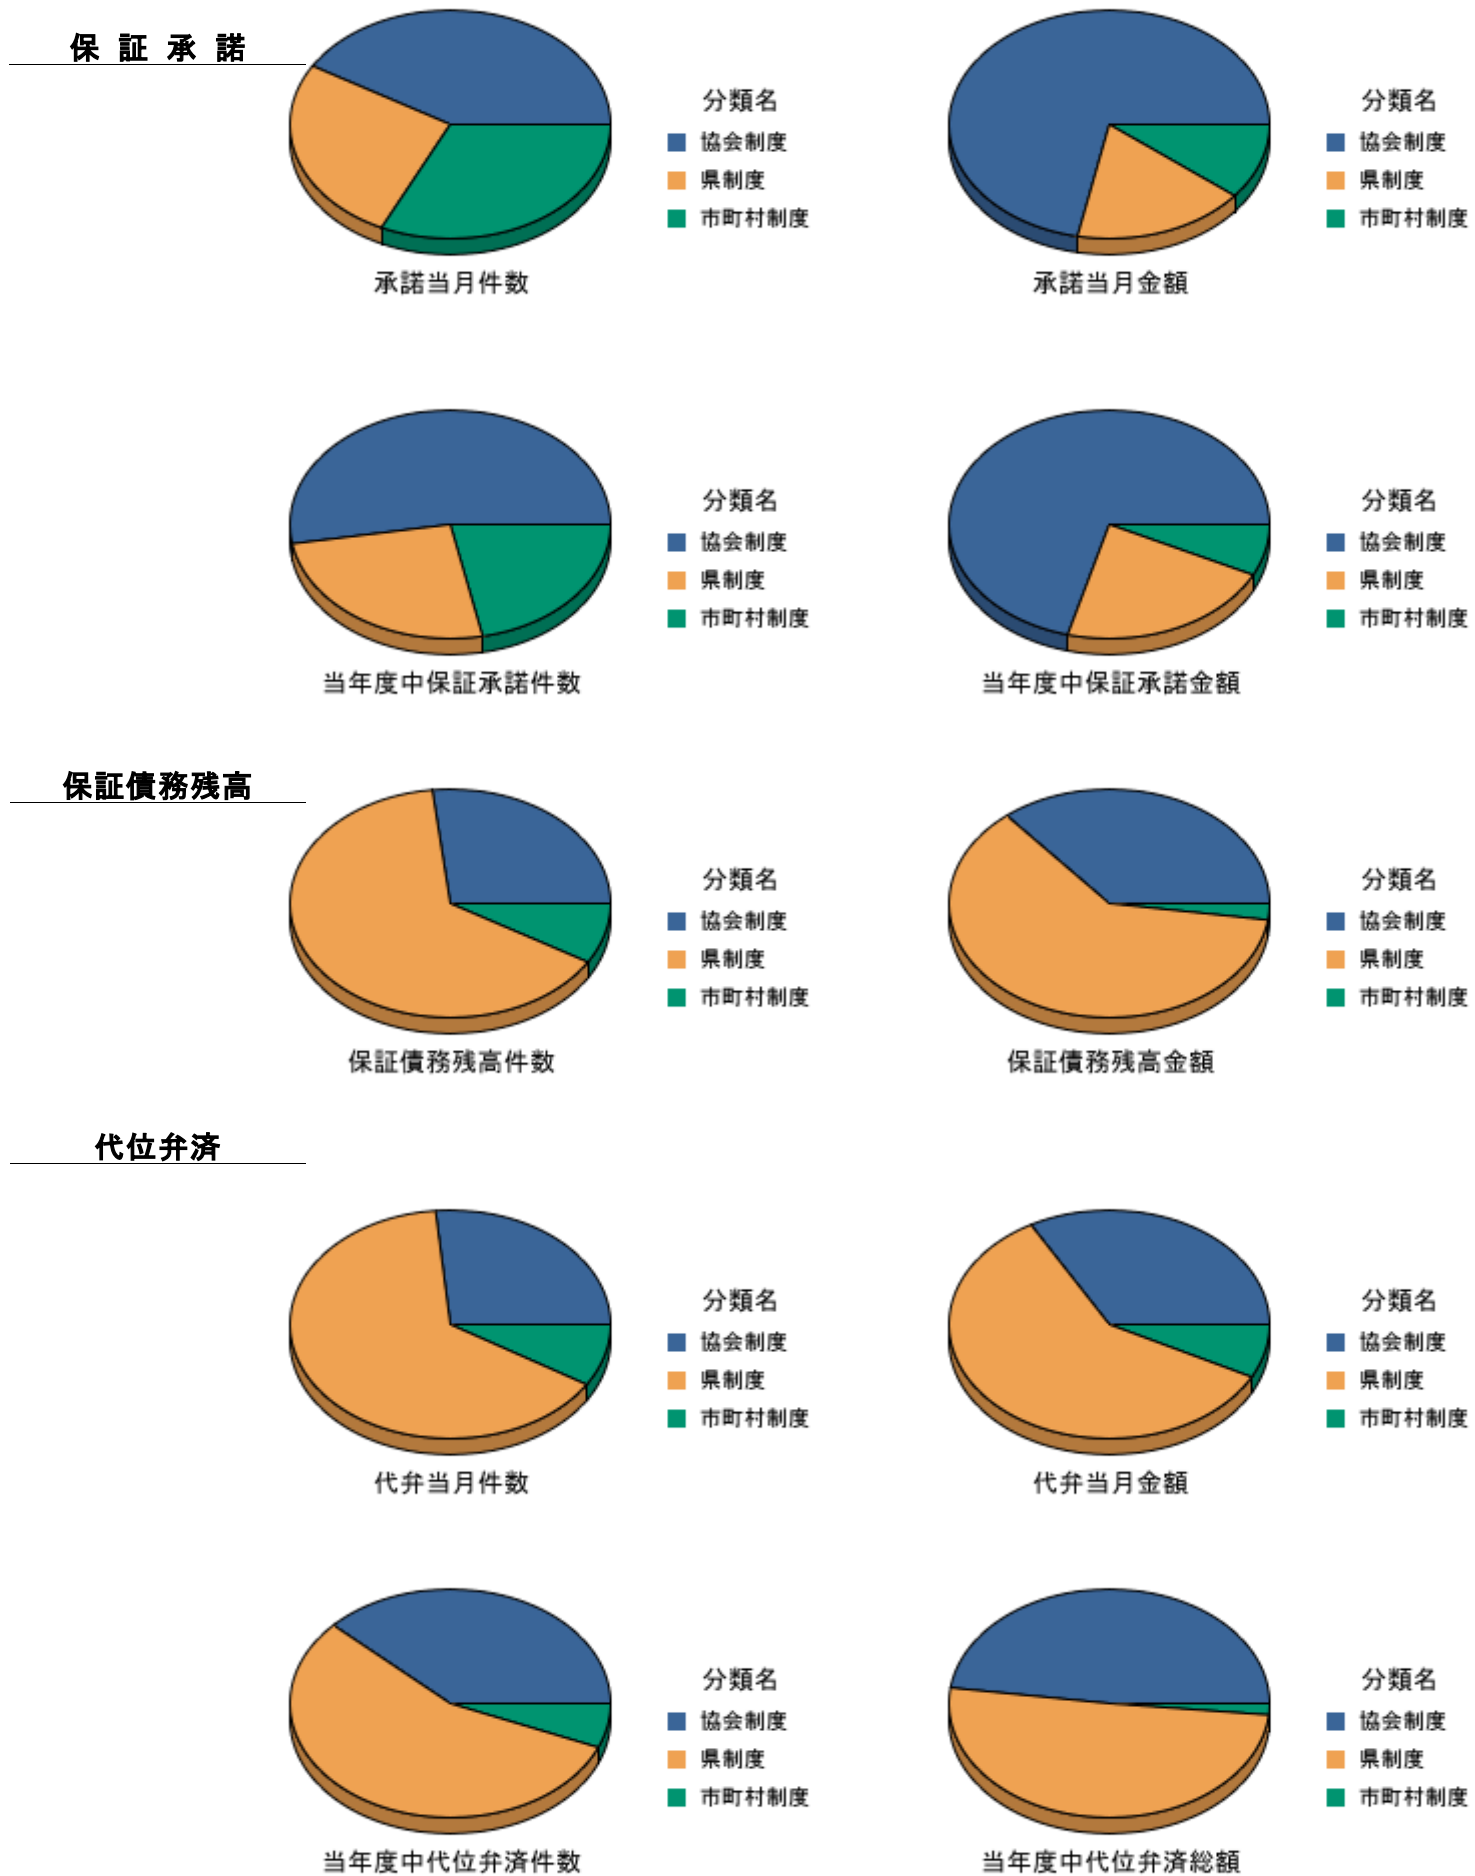 保 証 承 諾
分類名
協会制度
県制度
市町村制度
承諾当月件数
分類名
協会制度
県制度
市町村制度
承諾当月金額
分類名
協会制度
県制度
市町村制度
当年度中保証承諾件数
分類名
協会制度
県制度
市町村制度
当年度中保証承諾金額
保証債務残高
分類名
協会制度
県制度
市町村制度
保証債務残高件数
分類名
協会制度
県制度
市町村制度
保証債務残高金額
代位弁済
分類名
協会制度
県制度
市町村制度
代弁当月件数
分類名
協会制度
県制度
市町村制度
代弁当月金額
分類名
協会制度
県制度
市町村制度
当年度中代位弁済件数
分類名
協会制度
県制度
市町村制度
当年度中代位弁済総額